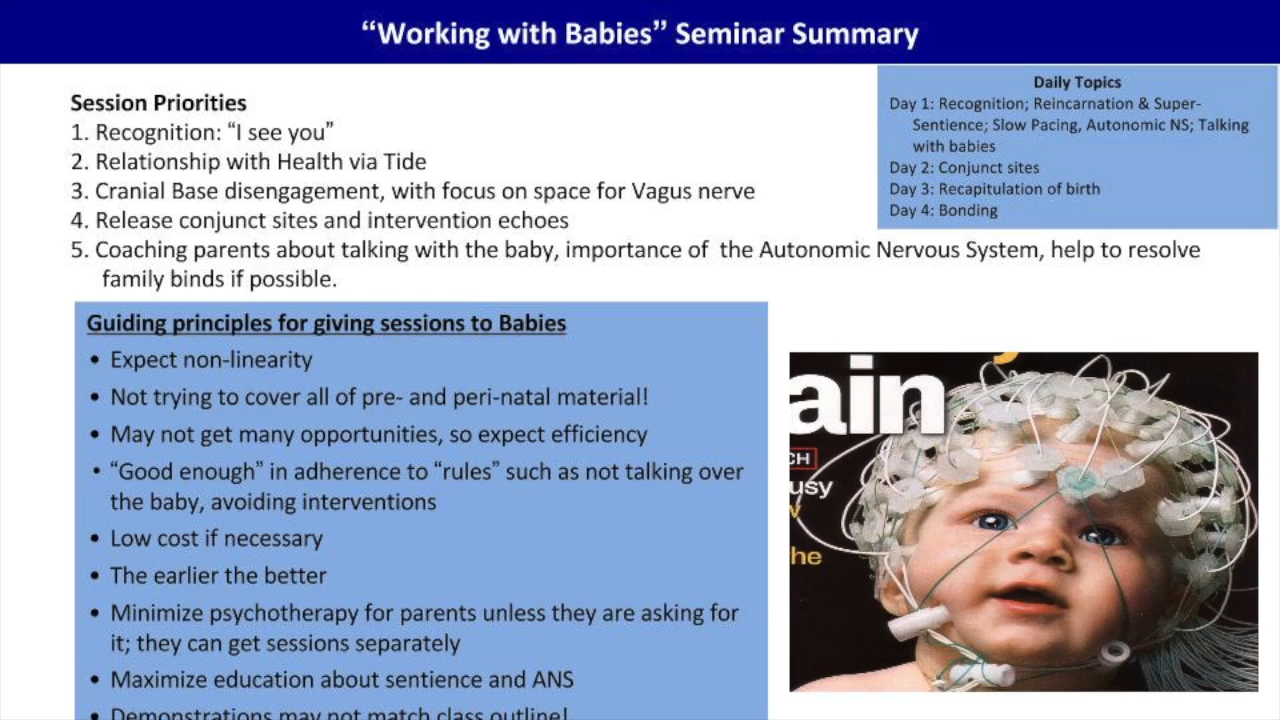 “Working with Babies” Seminar Summary
Session Priorities
1. Recognition: “I see you”
2. Relationship with Health via Tide
3. Cranial Base disengagement, with focus on space for Vagus nerve
4. Release conjunct sites and intervention echoes
5. Coaching parents about talking with the baby, importance of  the Autonomic Nervous System, help to resolve
family binds if possible.
Daily Topics
Day 1: Recognition; Reincarnation & Super-
Sentience; Slow Pacing, Autonomic NS; Talking
with babies
Day 2: Conjunct sites
Day 3: Recapitulation of birth
Day 4: Bonding
Guiding principles for giving sessions to Babies
• Expect non-linearity
• Not trying to cover all of pre- and peri-natal material!
• May not get many opportunities, so expect efficiency
• “Good enough” in adherence to “rules” such as not talking over
the baby, avoiding interventions
• Low cost if necessary
• The earlier the better
• Minimize psychotherapy for parents unless they are asking for
it; they can get sessions separately
• Maximize education about sentience and ANS
• Demonstrations may not match class outline!
ain
CH
usy
w
he